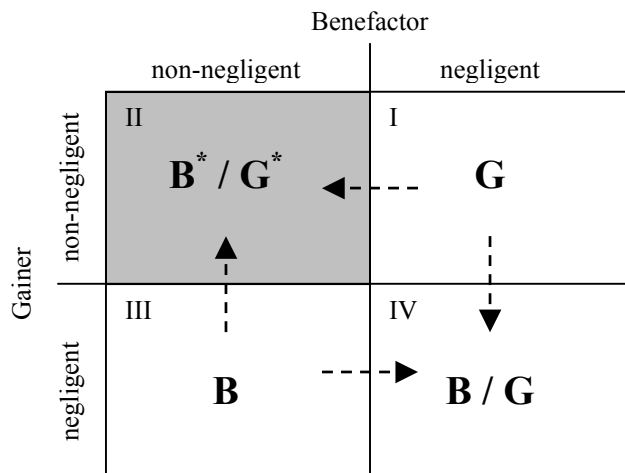 Benefactor
non-negligent negligent
Gainer
non-negligent
II I
B* / G* G
negligent
III IV
B B / G